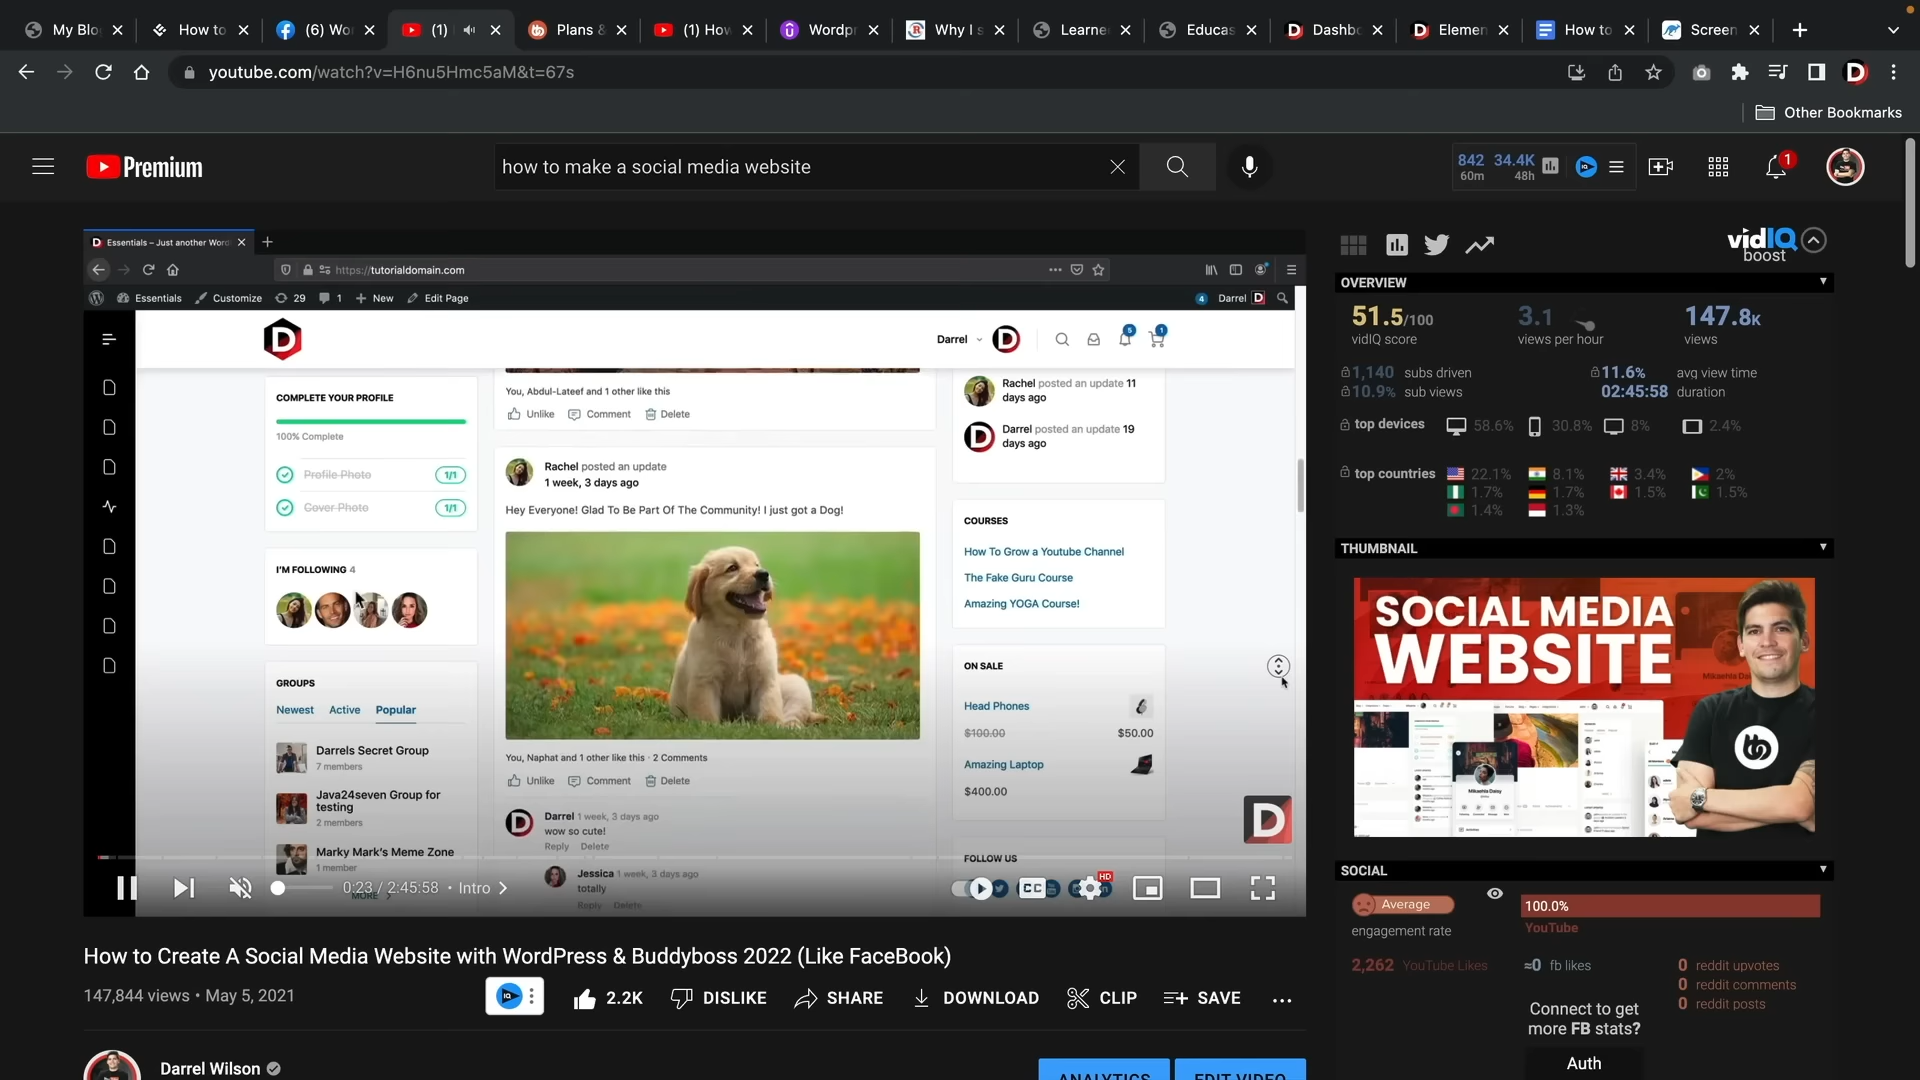 My Blo
How to
(6) Wo
(1)
Plans &
(1) How
Wordpr
Why I s
Learne
Educas
Dashbo
Elemen
How to
Screen
youtube.com/watch?v=H6nu5Hmc5aM&t=67s
Other Bookmarks
Premium
how to make a social media website
842 34.4K
60m 48h
1
Essentials – Just another Word
https://tutorialdomain.com
Essentials Customize 29 1 New Edit Page
4 Darrel
Darrel
5 1
COMPLETE YOUR PROFILE
100% Complete
Profile Photo 1/1
Cover Photo 1/1
I'M FOLLOWING 4
GROUPS
Newest Active Popular
Darrels Secret Group
7 members
Java24seven Group for
testing
2 members
Marky Mark's Meme Zone
1 member
MORE
You, Abdul-Lateef and 1 other like this
Unlike Comment Delete
Rachel posted an update
1 week, 3 days ago
Hey Everyone! Glad To Be Part Of The Community! I just got a Dog!
You, Naphat and 1 other like this · 2 Comments
Unlike Comment Delete
Darrel 1 week, 3 days ago
wow so cute!
Reply Delete
Jessica 1 week, 3 days ago
totally
Reply Delete
Rachel posted an update 11
days ago
Darrel posted an update 19
days ago
COURSES
How To Grow a Youtube Channel
The Fake Guru Course
Amazing YOGA Course!
ON SALE
Head Phones
$100.00 $50.00
Amazing Laptop
$400.00
FOLLOW US
0:23 / 2:45:58 • Intro
CC
HD
How to Create A Social Media Website with WordPress & Buddyboss 2022 (Like FaceBook)
147,844 views • May 5, 2021
2.2K DISLIKE SHARE DOWNLOAD CLIP SAVE
Darrel Wilson
ANALYTICS
EDIT VIDEO
vidIQ
boost
OVERVIEW
51.5/100
vidIQ score
3.1
views per hour
147.8K
views
1,140 subs driven
11.6% avg view time
10.9% sub views
02:45:58 duration
top devices 58.6% 30.8% 8% 2.4%
top countries 22.1% 8.1% 3.4% 2%
1.7% 1.7% 1.5% 1.5%
1.4% 1.3%
THUMBNAIL
SOCIAL MEDIA
WEBSITE
SOCIAL
Average
engagement rate
100.0%
YouTube
2,262 YouTube Likes
≈0 fb likes
0 reddit upvotes
0 reddit comments
0 reddit posts
Connect to get
more FB stats?
Auth